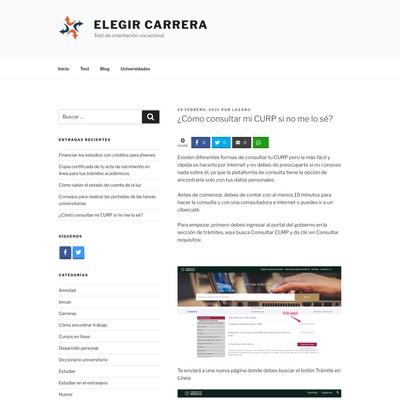 ELEGIR CARRERA
Test de orientación vocacional
Inicio
Test
Blog
Universidades
Buscar ...
ENTRADAS RECIENTES
Financiar los estudios con créditos para jóvenes
Copia certificada de tu acta de nacimiento en
línea para tus trámites académicos
Cómo saber el estado de cuenta de la luz
Consejos para realizar las portadas de las tareas
universitarias
¿Cómo consultar mi CURP si no me lo sé?
SÍGUENOS
CATEGORÍAS
Amistad
becas
Carreras
Cómo encontrar trabajo
Cursos en línea
Desarrollo personal
Diccionario universitario
Estudiar
Estudiar en el extranjero
Humor
23 FEBRERO, 2021 POR LAZARO
¿Cómo consultar mi CURP si no me lo sé?
0
0
0
0
Existen diferentes formas de consultar tu CURP pero la más fácil y
rápida es hacerlo por internet y no debes de preocuparte si no conoces
nada sobre él, ya que la plataforma de consulta tiene la opción de
encontrarla solo con tus datos personales.
Antes de comenzar, debes de contar con al menos 15 minutos para
hacer la consulta y con una computadora e internet o puedes ir a un
cibercafé.
Para empezar, primero debes ingresar al portal del gobierno en la
sección de trámites, aquí busca Consultar CURP y da clic en Consultar
requisitos:
Te enviará a una nueva página donde debes buscar el botón Trámite en
Línea: